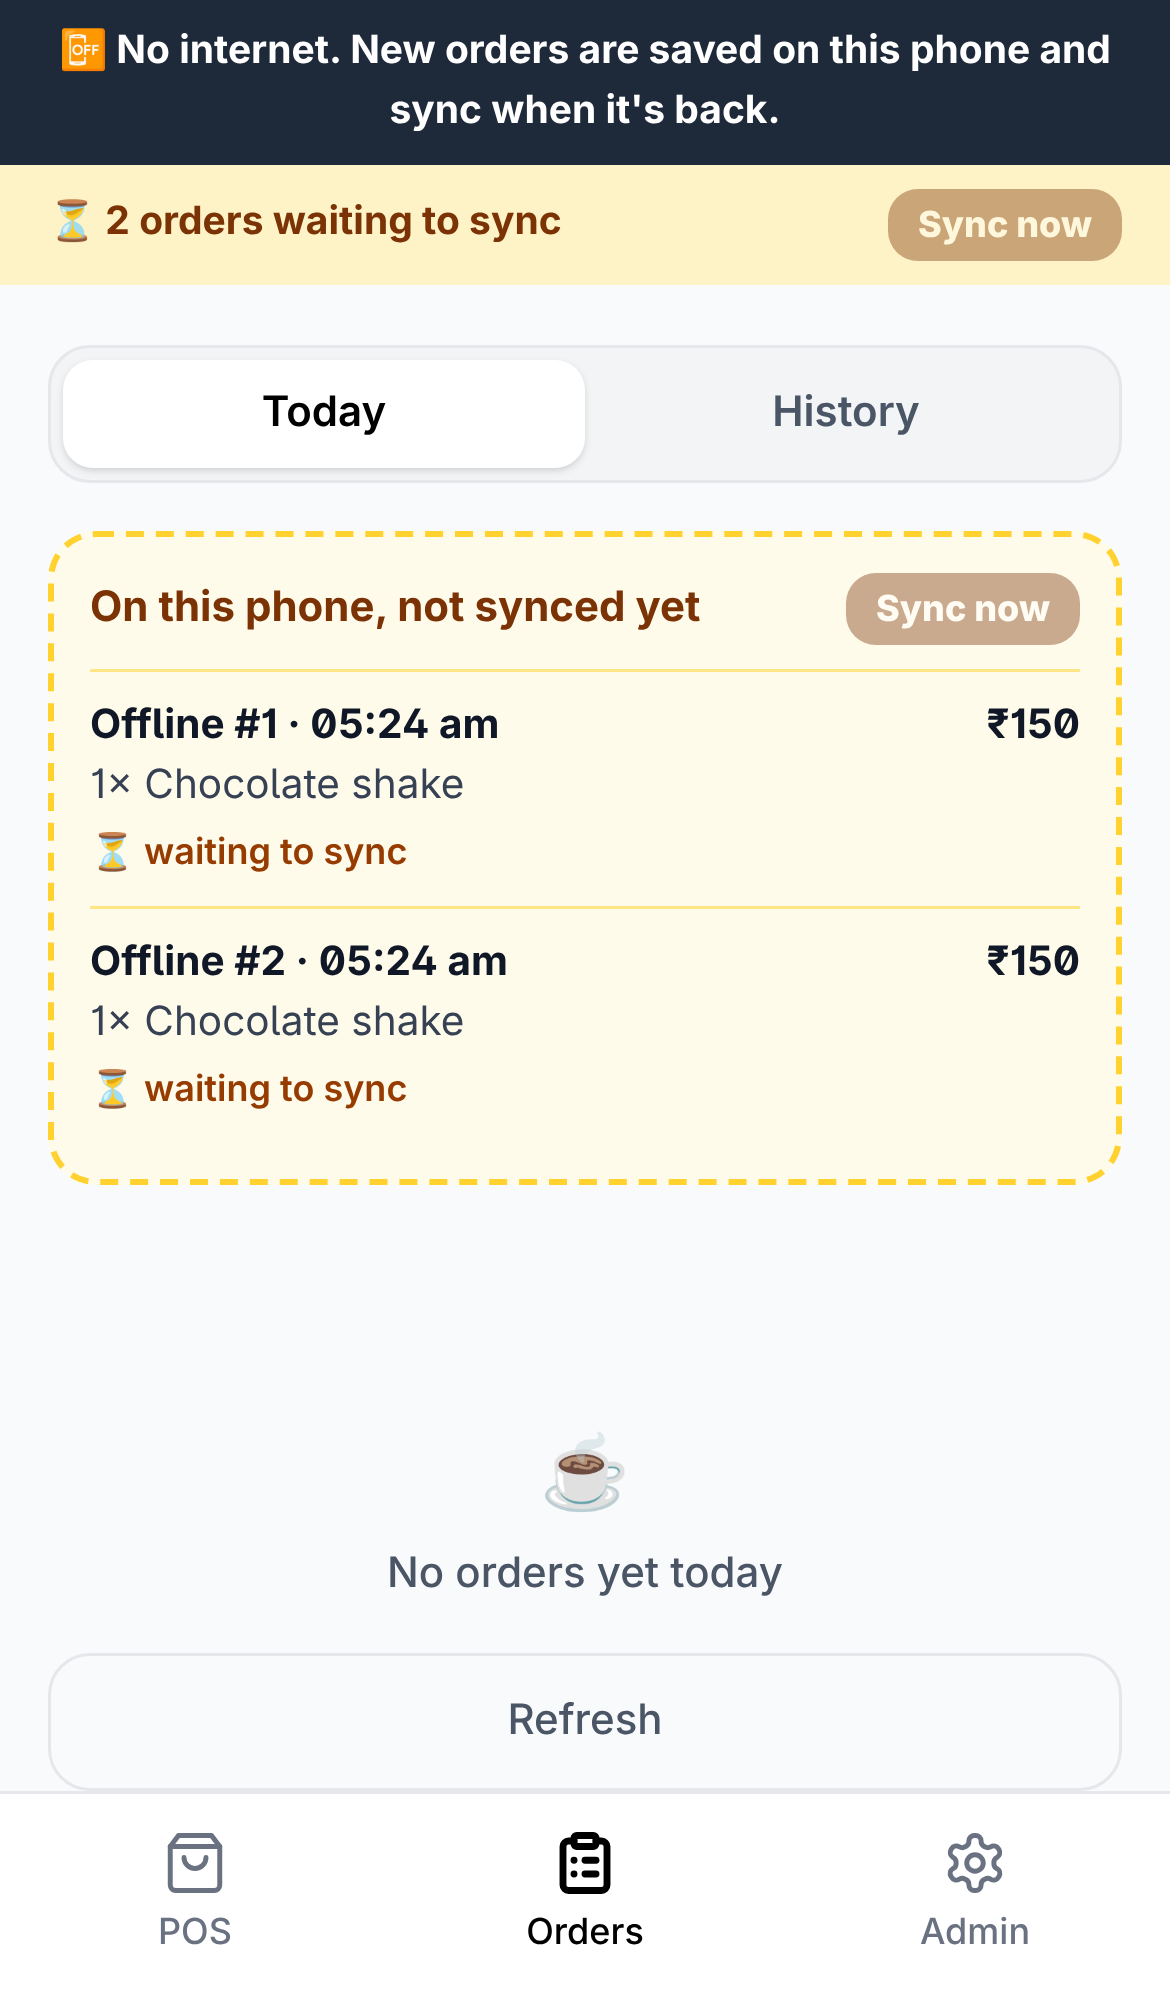 📴 No internet. New orders are saved on this phone and
sync when it's back.
⏳ 2 orders waiting to sync
Sync now
Today
History
On this phone, not synced yet
Sync now
Offline #1 · 05:24 am
₹150
1× Chocolate shake
⏳ waiting to sync
Offline #2 · 05:24 am
₹150
1× Chocolate shake
⏳ waiting to sync
No orders yet today
Refresh
POS
Orders
Admin